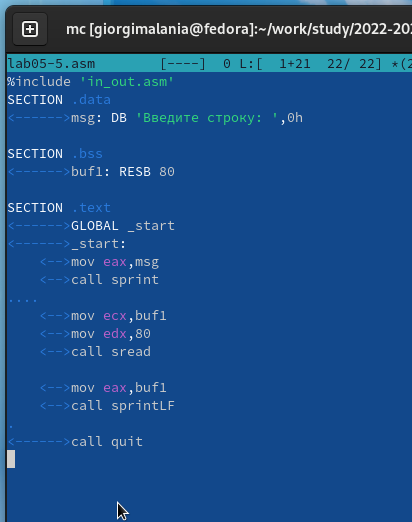 mc [giorgimalania@fedora]:~/work/study/2022-20
lab05-5.asm [----] 0 L:[ 1+21 22/ 22] *(2
%include 'in_out.asm'
SECTION .data
<------>msg: DB 'Введите строку: ',0h
SECTION .bss
<------>buf1: RESB 80
SECTION .text
<------>GLOBAL _start
<------>_start:
<-->mov eax,msg
<-->call sprint
....
<-->mov ecx,buf1
<-->mov edx,80
<-->call sread
<-->mov eax,buf1
<-->call sprintLF
.
<------>call quit